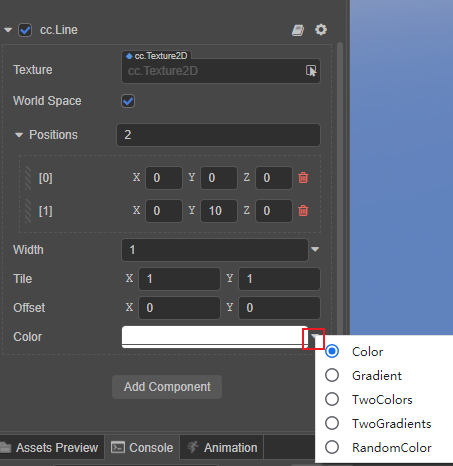 cc.Line
cc.Texture2D
Texture
cc.Texture2D
World Space
Positions 2
[0] X 0 Y 0 Z 0
[1] X 0 Y 10 Z 0
Width 1
Tile X 1 Y 1
Offset X 0 Y 0
Color
Color
Gradient
TwoColors
TwoGradients
RandomColor
Add Component
Assets Preview Console Animation